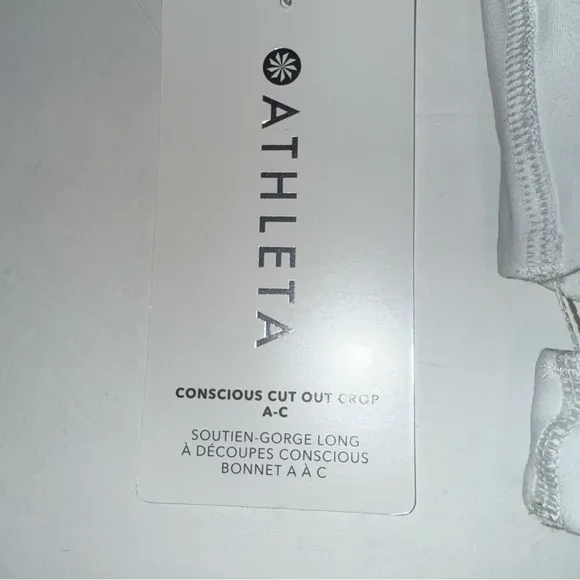 ATHLETA
CONSCIOUS CUT OUT CROP
A-C
SOUTIEN-GORGE LONG
À DÉCOUPES CONSCIOUS
BONNET A À C